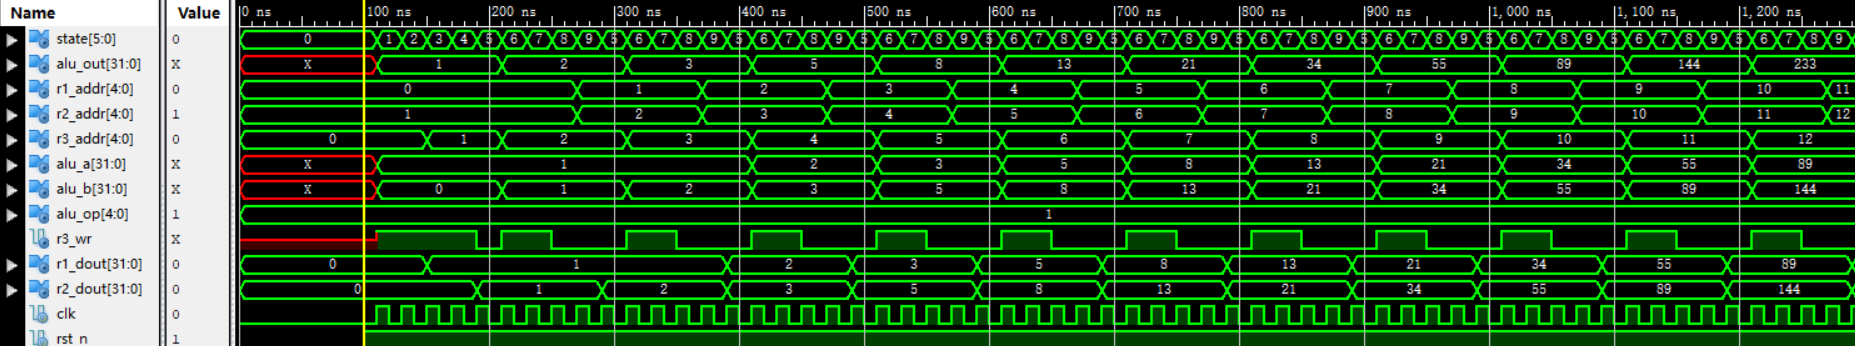 Name Value 0 ns 100 ns 200 ns 300 ns 400 ns 500 ns 600 ns 700 ns 800 ns 900 ns 1,000 ns 1,100 ns 1,200 ns
state[5:0] 0 0 1 2 3 4 5 6 7 8 9 5 6 7 8 9 5 6 7 8 9 5 6 7 8 9 5 6 7 8 9 5 6 7 8 9 5 6 7 8 9 5 6 7 8 9 5 6 7 8 9 5 6 7 8 9 5 6 7 8 9
alu_out[31:0] X X 1 2 3 5 8 13 21 34 55 89 144 233
r1_addr[4:0] 0 0 1 2 3 4 5 6 7 8 9 10 11
r2_addr[4:0] 1 1 2 3 4 5 6 7 8 9 10 11 12
r3_addr[4:0] 0 0 1 2 3 4 5 6 7 8 9 10 11 12
alu_a[31:0] X X 1 2 3 5 8 13 21 34 55 89
alu_b[31:0] X X 0 1 2 3 5 8 13 21 34 55 89 144
alu_op[4:0] 1 1
r3_wr X
r1_dout[31:0] 0 0 1 2 3 5 8 13 21 34 55 89
r2_dout[31:0] 0 0 1 2 3 5 8 13 21 34 55 89 144
clk 0
rst_n 1